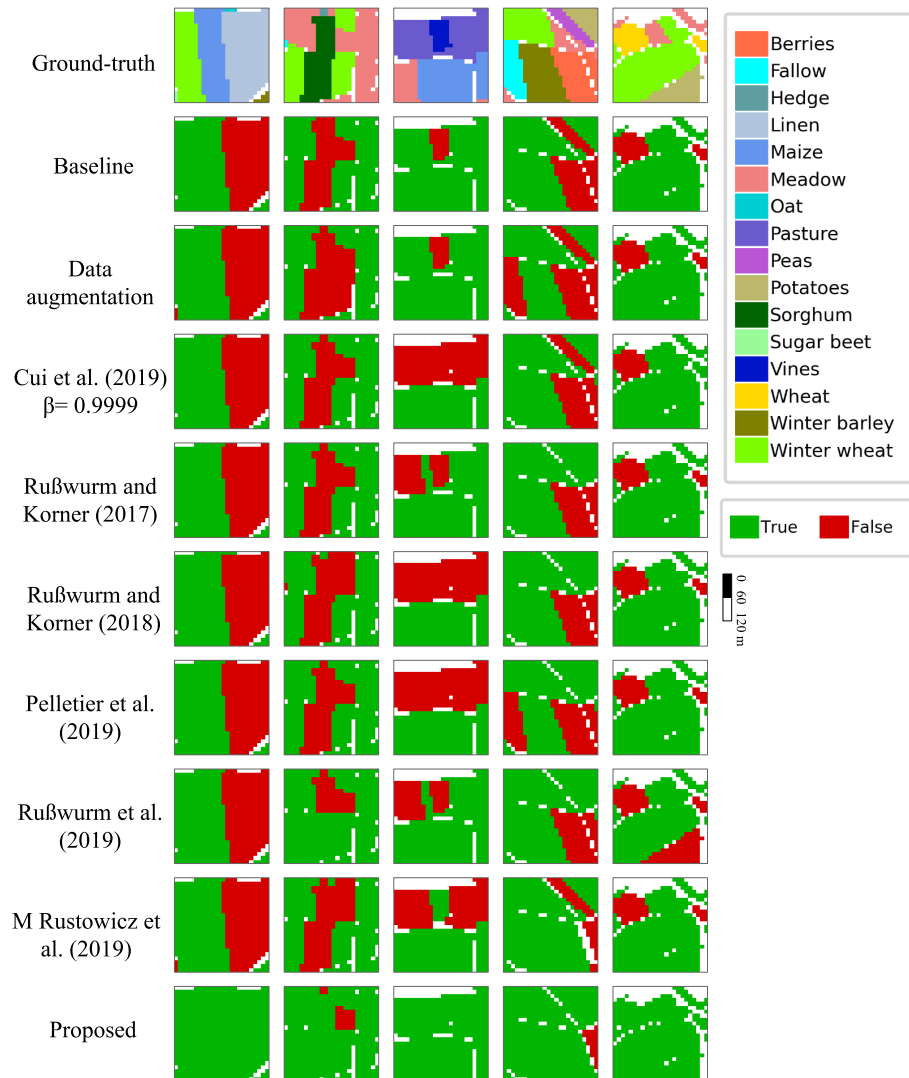 Ground-truth
Baseline
Data
augmentation
Cui et al. (2019)
β= 0.9999
Rußwurm and
Korner (2017)
Rußwurm and
Korner (2018)
Pelletier et al.
(2019)
Rußwurm et al.
(2019)
M Rustowicz et
al. (2019)
Proposed
Berries
Fallow
Hedge
Linen
Maize
Meadow
Oat
Pasture
Peas
Potatoes
Sorghum
Sugar beet
Vines
Wheat
Winter barley
Winter wheat
True False
0 60 120 m